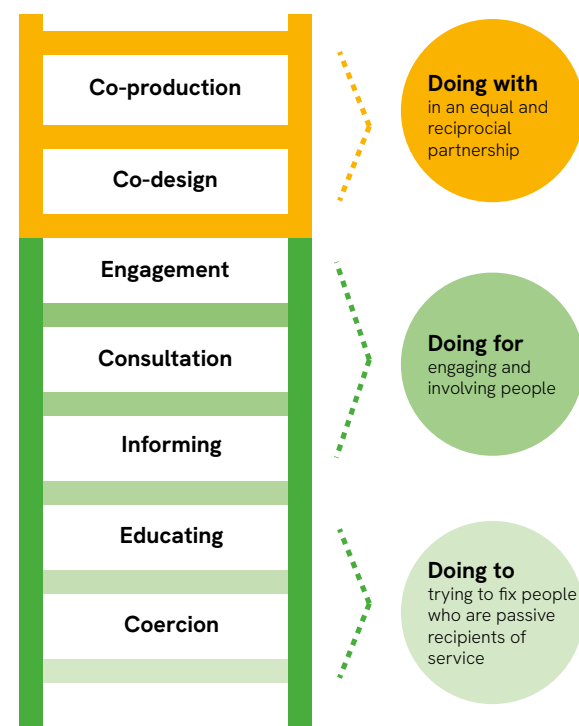 Co-production
Doing with
in an equal and
reciprocial
partnership
Co-design
Engagement
Consultation
Doing for
engaging and
involving people
Informing
Educating
Doing to
trying to fix people
who are passive
recipients of
service
Coercion